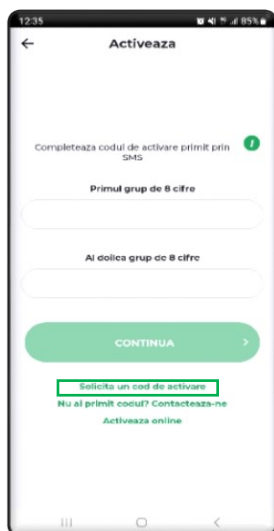 12:35 85%
Activeaza
Completeaza codul de activare primit prin
SMS
Primul grup de 8 cifre
Al doilea grup de 8 cifre
CONTINUA
Solicita un cod de activare
Nu ai primit codul? Contacteaza-ne
Activeaza online